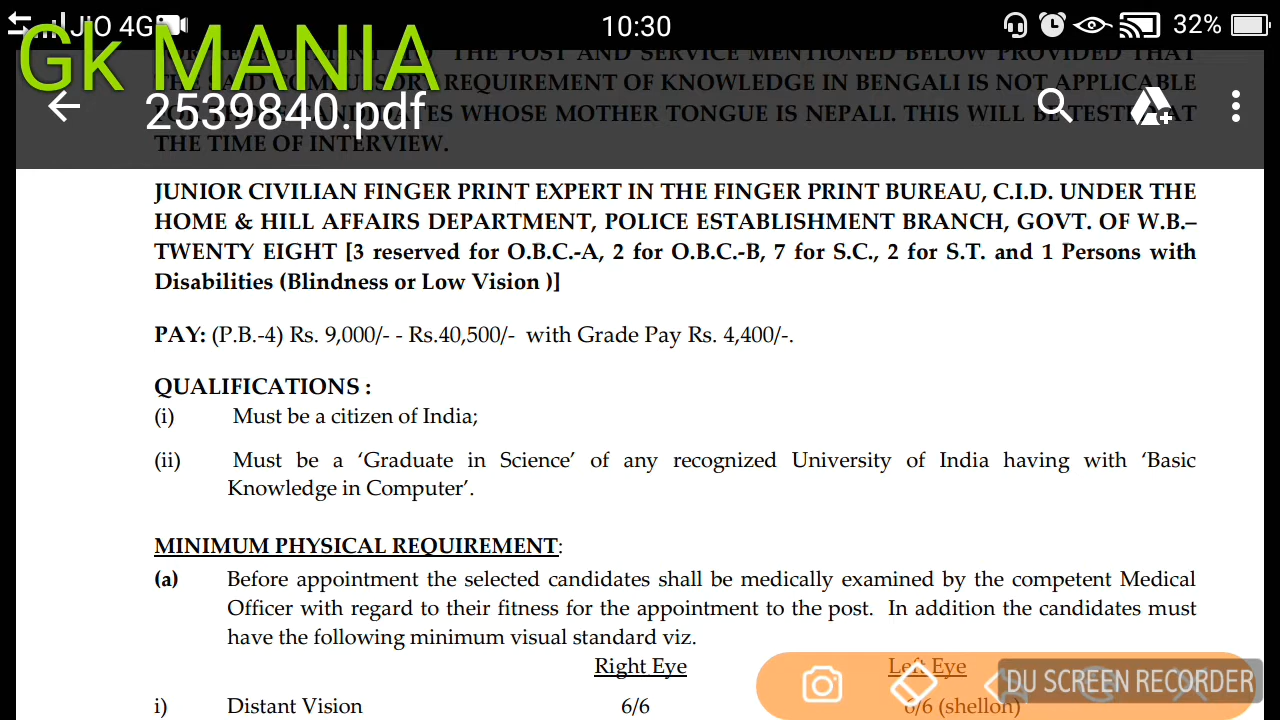 JIO 4G 10:30 32%
Gk MANIA
THE POST AND SERVICE MENTIONED BELOW PROVIDED THAT
THE SAID REQUIREMENT OF KNOWLEDGE IN BENGALI IS NOT APPLICABLE
2539840.pdf
WHOSE MOTHER TONGUE IS NEPALI. THIS WILL BE AT
THE TIME OF INTERVIEW.
JUNIOR CIVILIAN FINGER PRINT EXPERT IN THE FINGER PRINT BUREAU, C.I.D. UNDER THE
HOME & HILL AFFAIRS DEPARTMENT, POLICE ESTABLISHMENT BRANCH, GOVT. OF W.B.–
TWENTY EIGHT [3 reserved for O.B.C.-A, 2 for O.B.C.-B, 7 for S.C., 2 for S.T. and 1 Persons with
Disabilities (Blindness or Low Vision )]
PAY: (P.B.-4) Rs. 9,000/- - Rs.40,500/- with Grade Pay Rs. 4,400/-.
QUALIFICATIONS :
(i) Must be a citizen of India;
(ii) Must be a ‘Graduate in Science’ of any recognized University of India having with ‘Basic
Knowledge in Computer’.
MINIMUM PHYSICAL REQUIREMENT:
(a) Before appointment the selected candidates shall be medically examined by the competent Medical
Officer with regard to their fitness for the appointment to the post. In addition the candidates must
have the following minimum visual standard viz.
Right Eye Left Eye
DU SCREEN RECORDER
i) Distant Vision 6/6 6/6 (shellon)